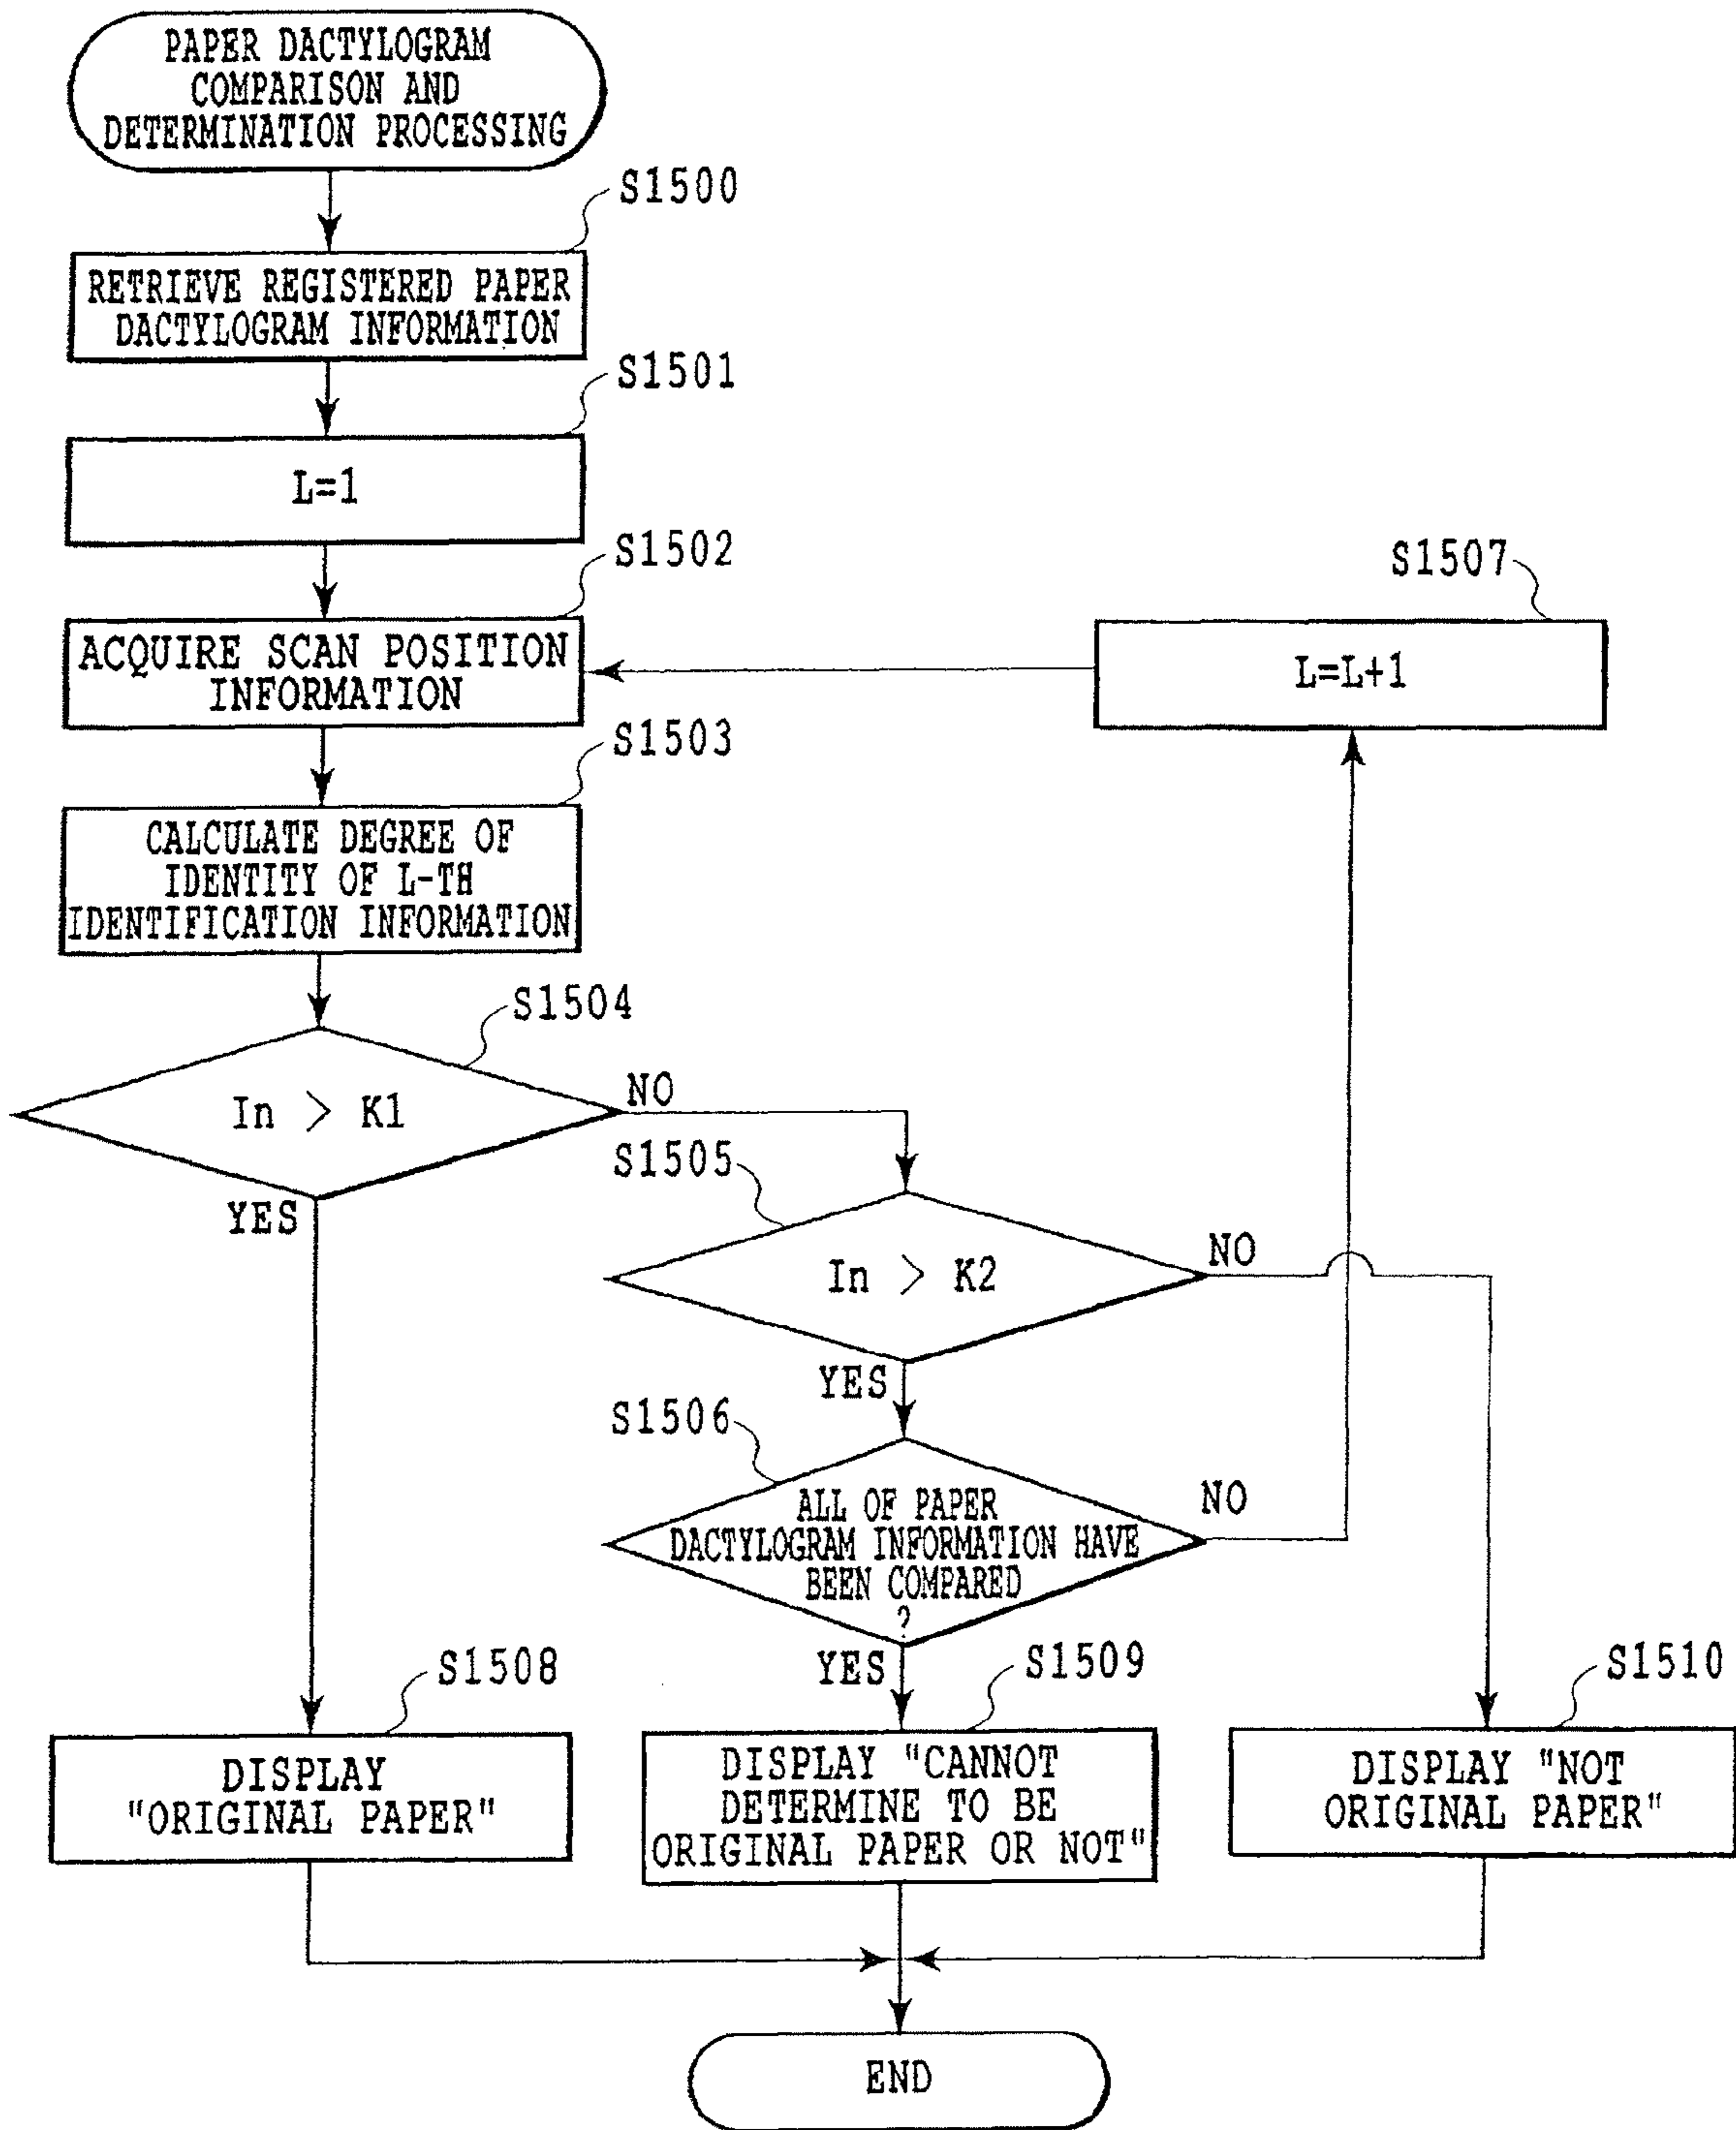 PAPER DACTYLOGRAM
COMPARISON AND
DETERMINATION PROCESSING
S1500
RETRIEVE REGISTERED PAPER
DACTYLOGRAM INFORMATION
S1501
L=1
S1502
ACQUIRE SCAN POSITION
INFORMATION
S1507
L=L+1
S1503
CALCULATE DEGREE OF
IDENTITY OF L-TH
IDENTIFICATION INFORMATION
S1504
In > K1
NO
YES
S1505
In > K2
NO
YES
S1506
ALL OF PAPER
DACTYLOGRAM INFORMATION HAVE
BEEN COMPARED
?
NO
YES
S1508
DISPLAY
"ORIGINAL PAPER"
S1509
DISPLAY "CANNOT
DETERMINE TO BE
ORIGINAL PAPER OR NOT"
S1510
DISPLAY "NOT
ORIGINAL PAPER"
END